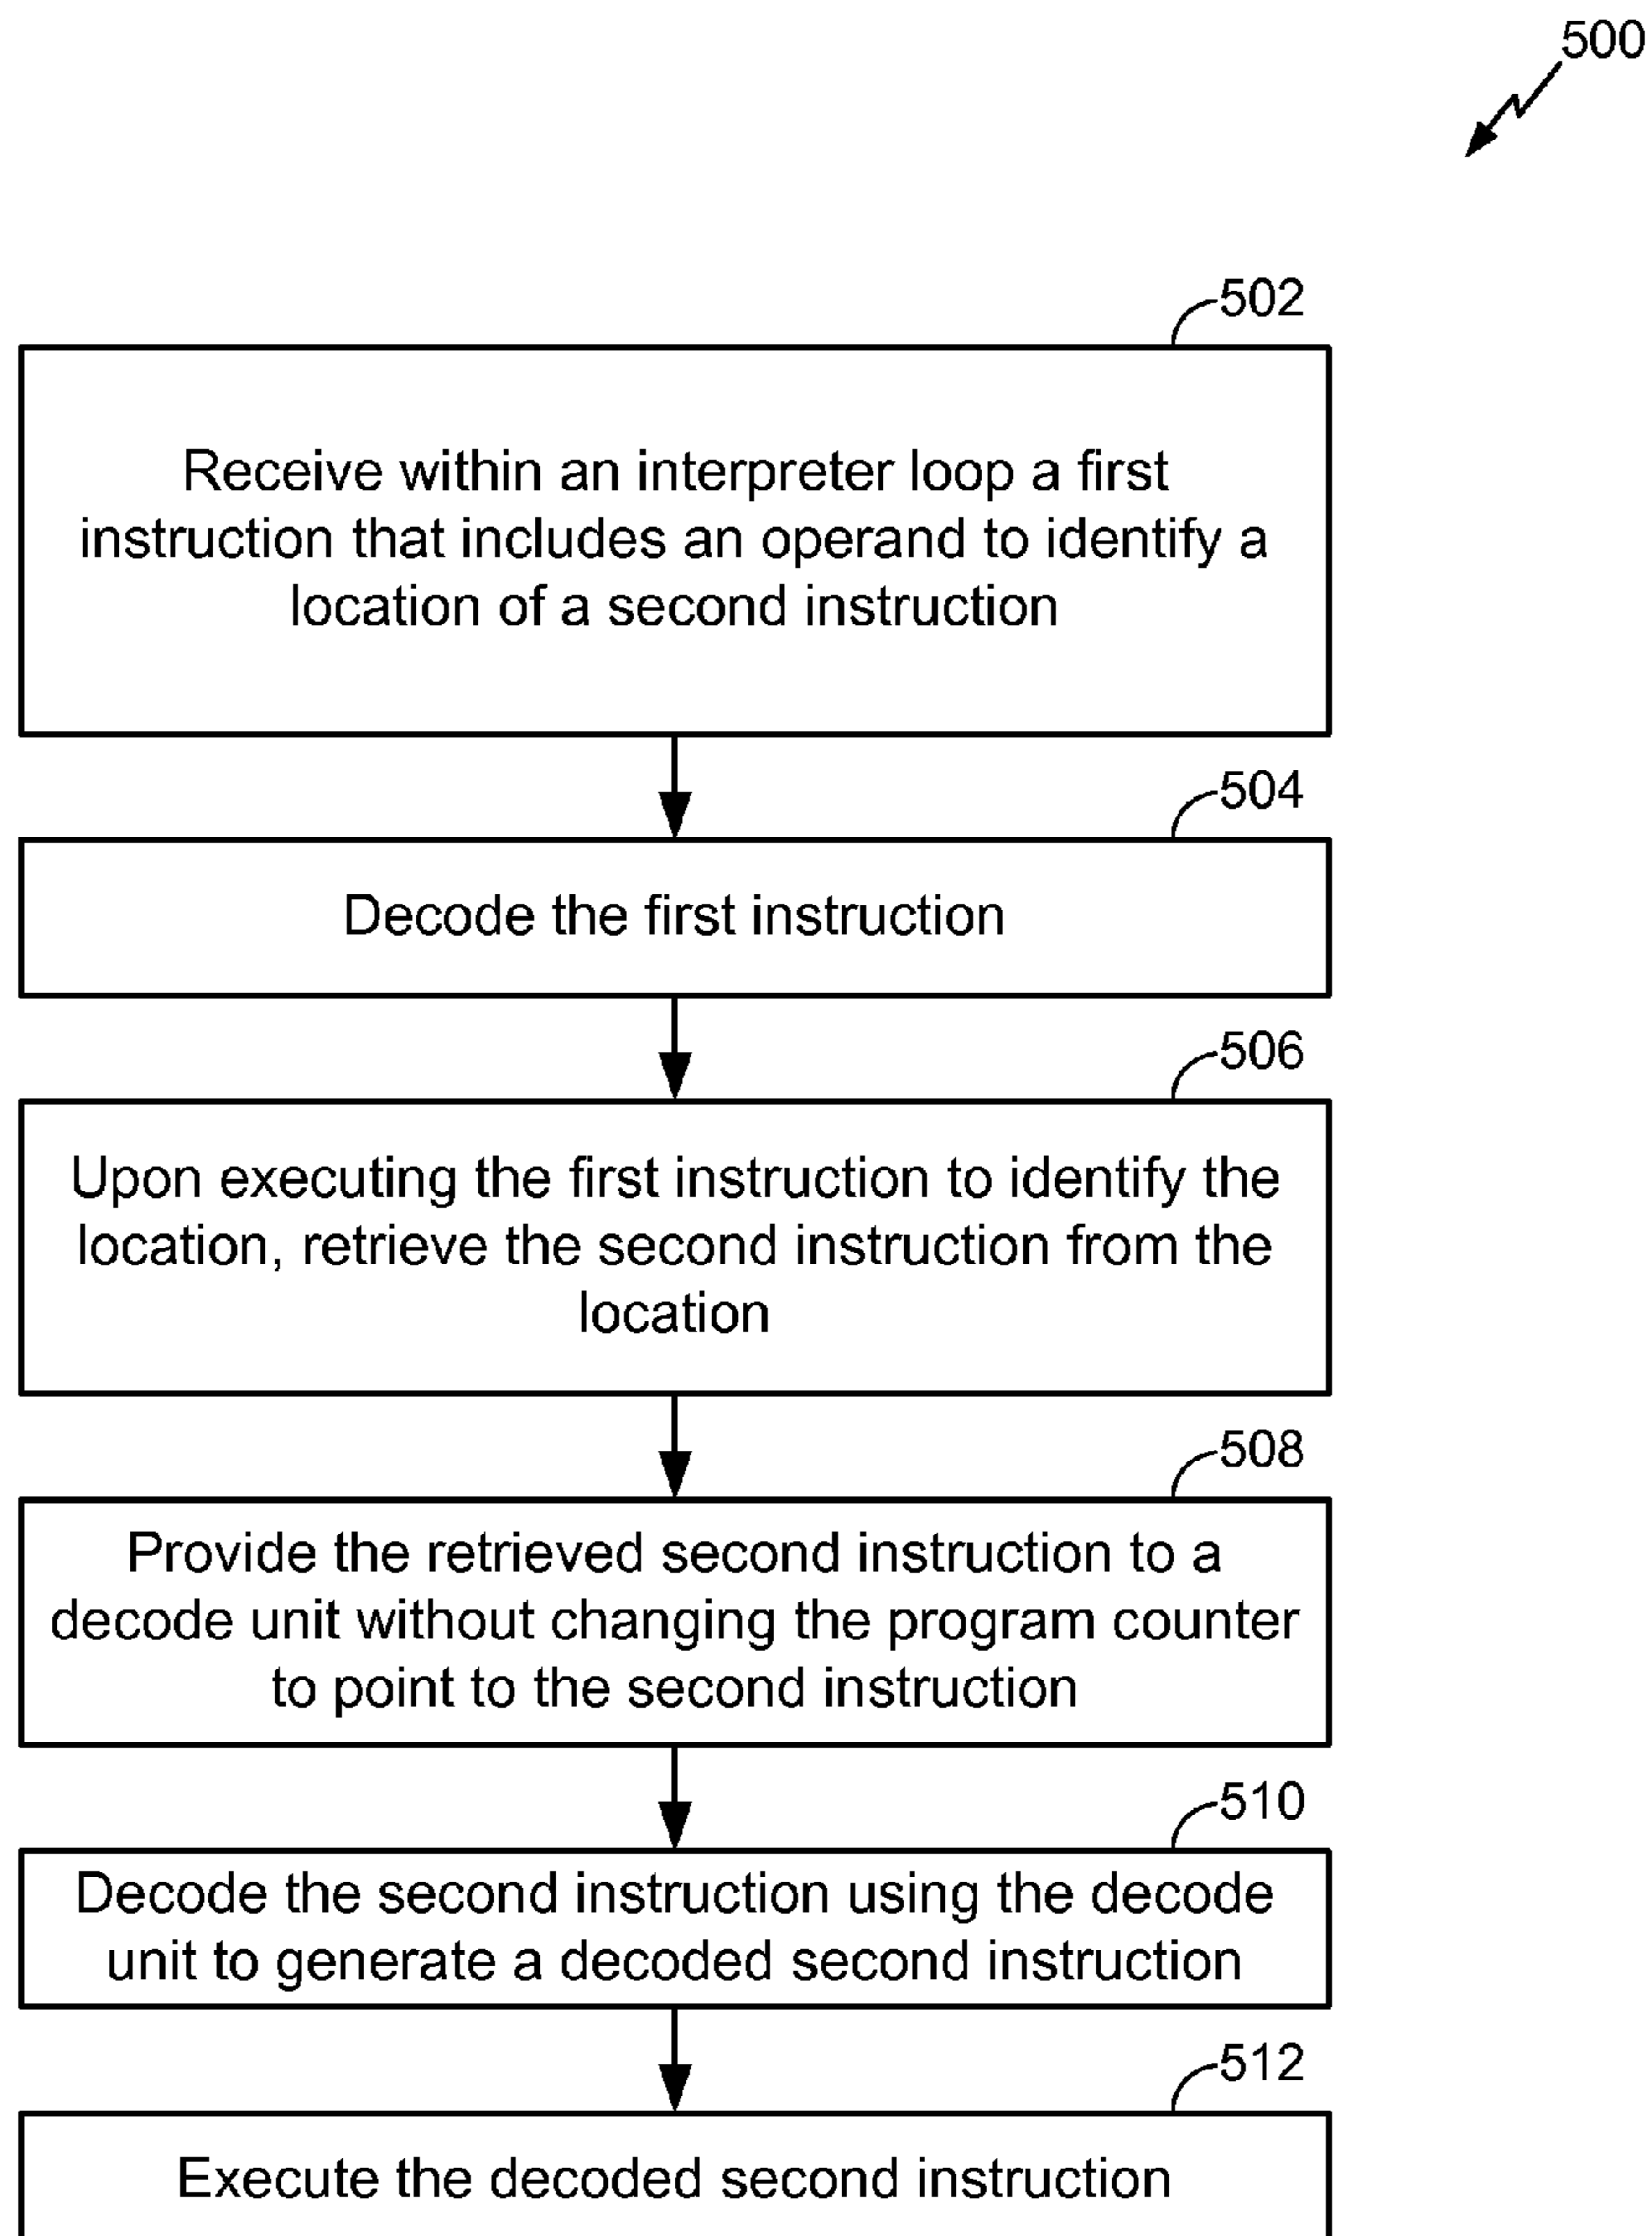 500
502
Receive within an interpreter loop a first
instruction that includes an operand to identify a
location of a second instruction
504
Decode the first instruction
506
Upon executing the first instruction to identify the
location, retrieve the second instruction from the
location
508
Provide the retrieved second instruction to a
decode unit without changing the program counter
to point to the second instruction
510
Decode the second instruction using the decode
unit to generate a decoded second instruction
512
Execute the decoded second instruction